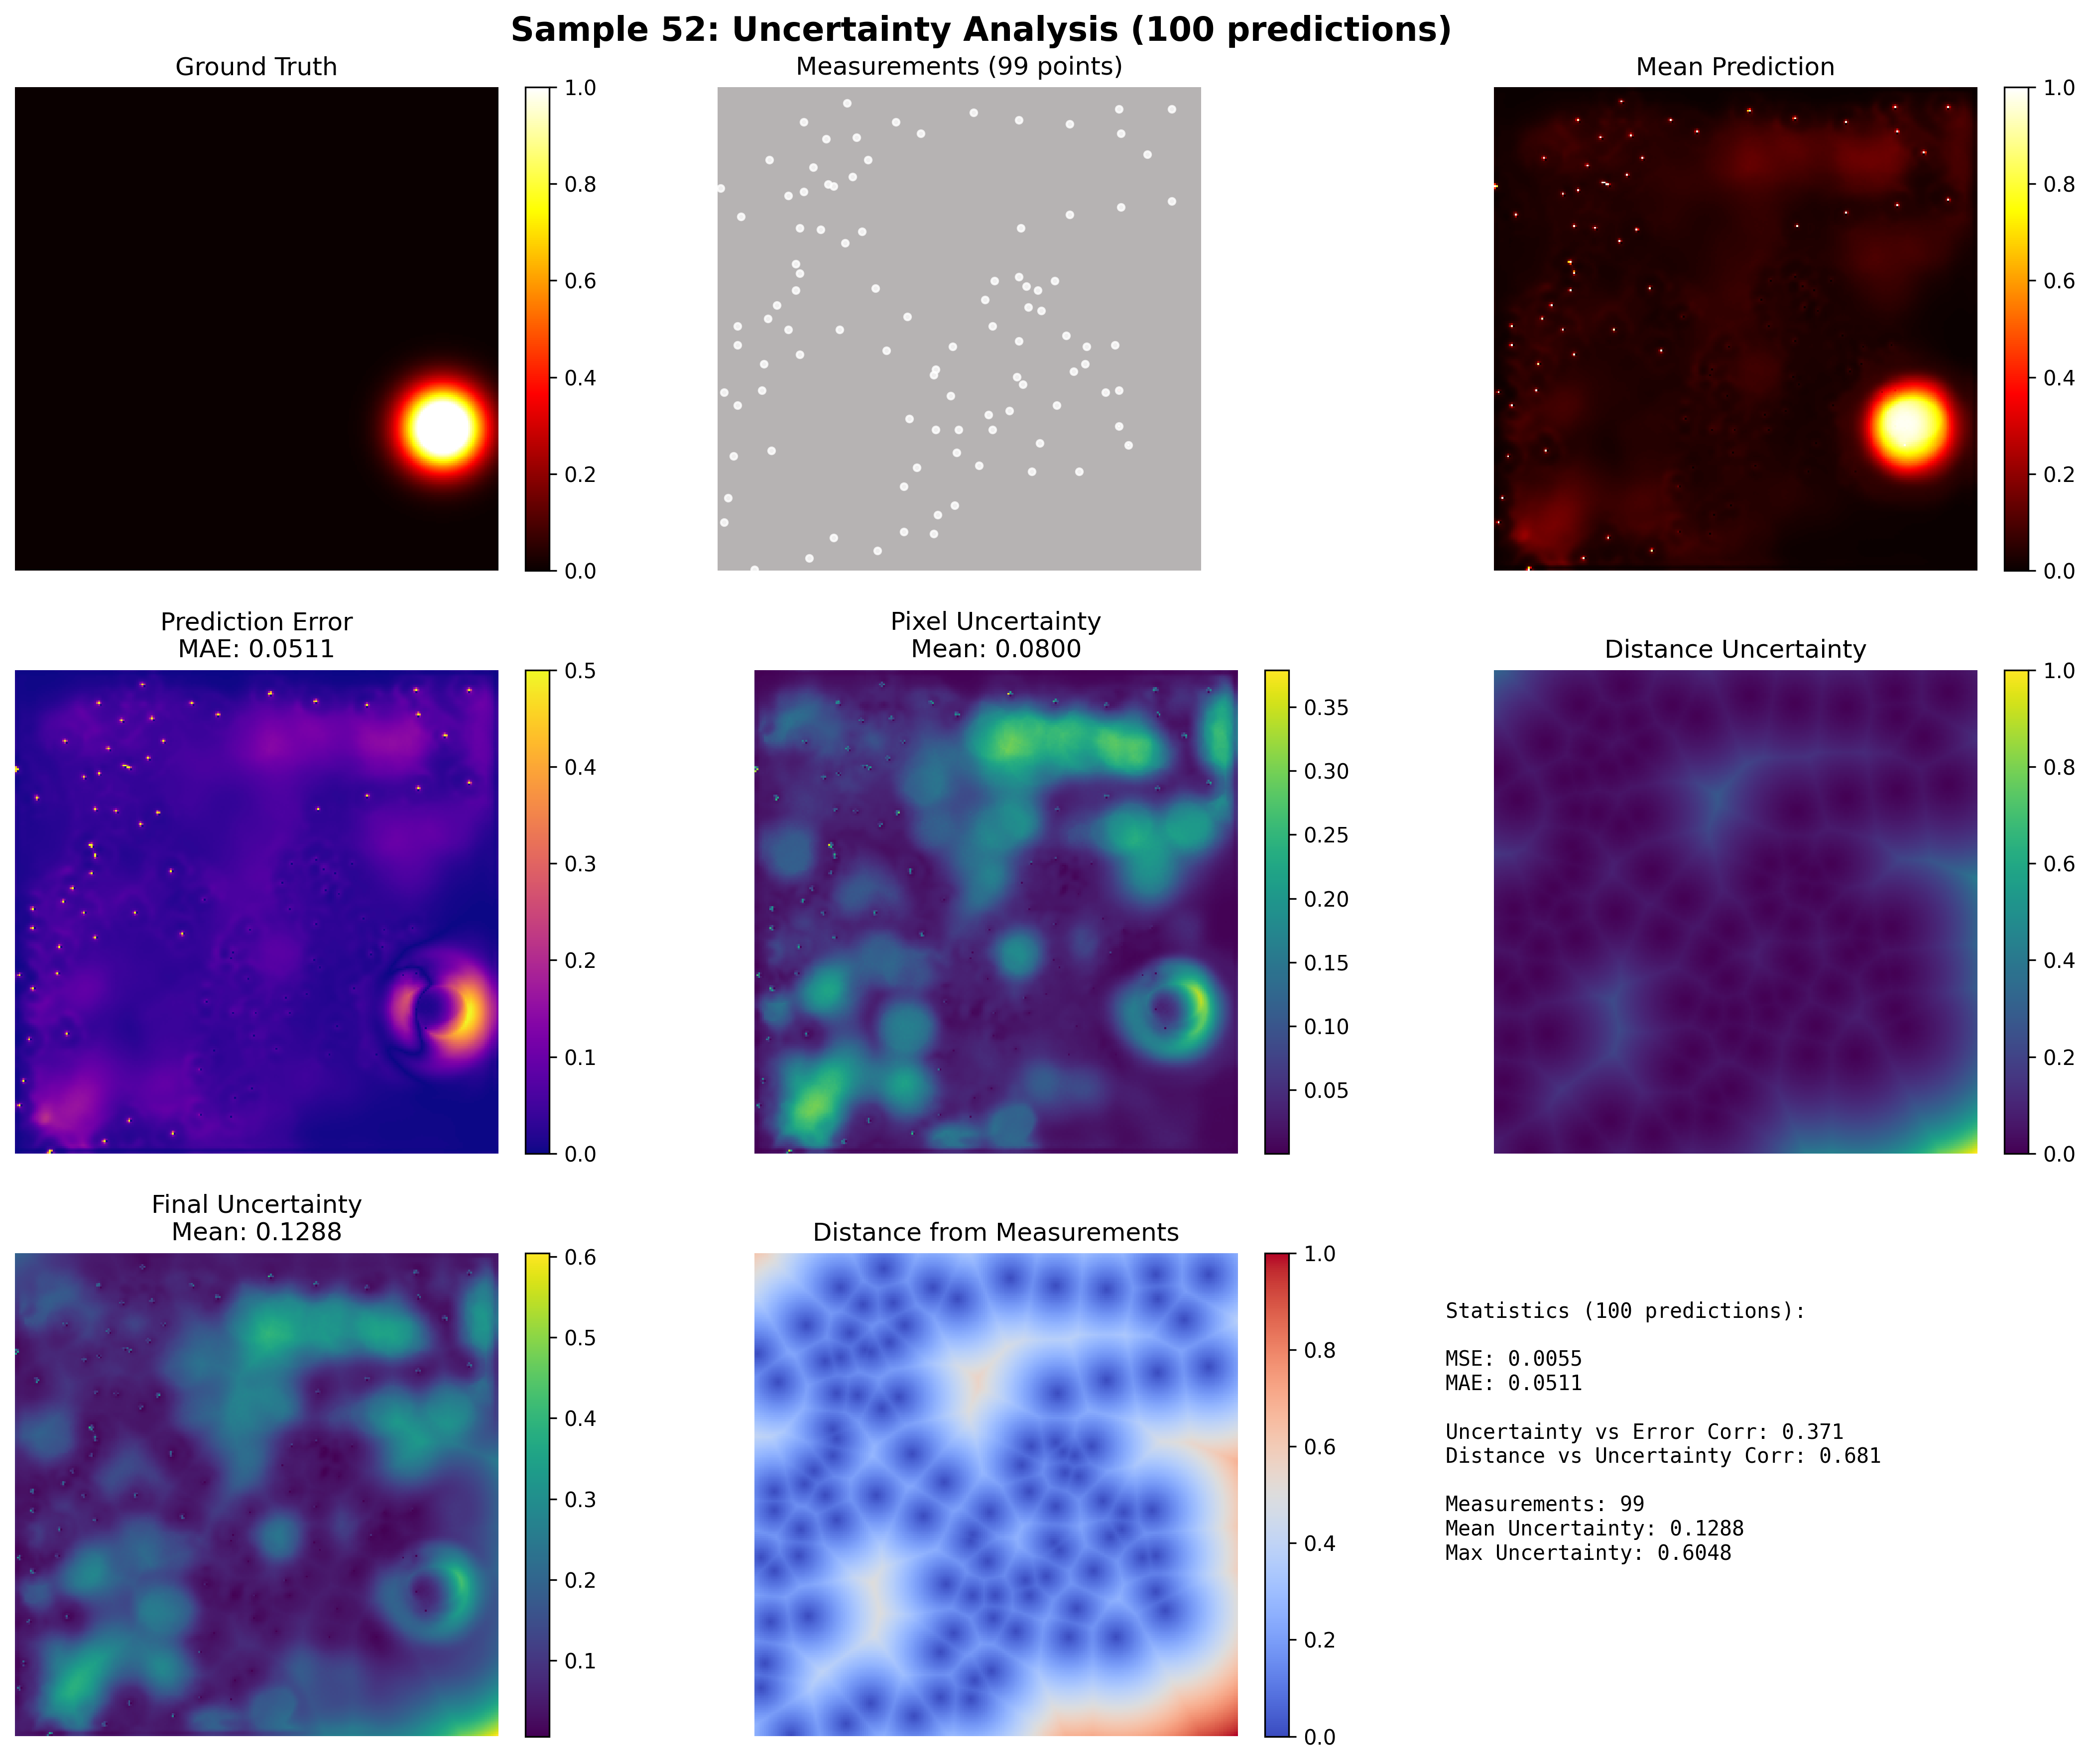 Sample 52: Uncertainty Analysis (100 predictions)
Ground Truth
1.0
0.8
0.6
0.4
0.2
0.0
Measurements (99 points)
Mean Prediction
1.0
0.8
0.6
0.4
0.2
0.0
Prediction Error
MAE: 0.0511
0.5
0.4
0.3
0.2
0.1
0.0
Pixel Uncertainty
Mean: 0.0800
0.35
0.30
0.25
0.20
0.15
0.10
0.05
Distance Uncertainty
1.0
0.8
0.6
0.4
0.2
0.0
Final Uncertainty
Mean: 0.1288
0.6
0.5
0.4
0.3
0.2
0.1
Distance from Measurements
1.0
0.8
0.6
0.4
0.2
0.0
Statistics (100 predictions):
MSE: 0.0055
MAE: 0.0511
Uncertainty vs Error Corr: 0.371
Distance vs Uncertainty Corr: 0.681
Measurements: 99
Mean Uncertainty: 0.1288
Max Uncertainty: 0.6048